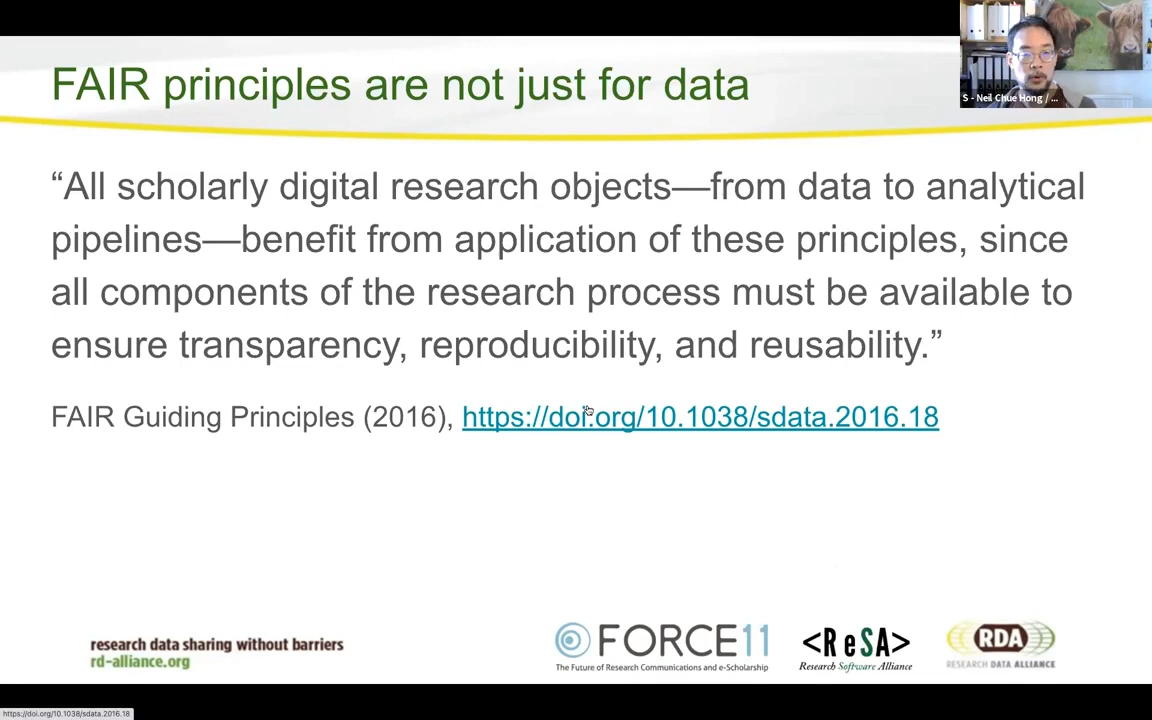 FAIR principles are not just for data
S - Neil Chue Hong / ...
“All scholarly digital research objects—from data to analytical
pipelines—benefit from application of these principles, since
all components of the research process must be available to
ensure transparency, reproducibility, and reusability.”
FAIR Guiding Principles (2016), https://doi.org/10.1038/sdata.2016.18
research data sharing without barriers
rd-alliance.org
FORCE11
The Future of Research Communications and e-Scholarship
<ReSA>
Research Software Alliance
RDA
RESEARCH DATA ALLIANCE
https://doi.org/10.1038/sdata.2016.18